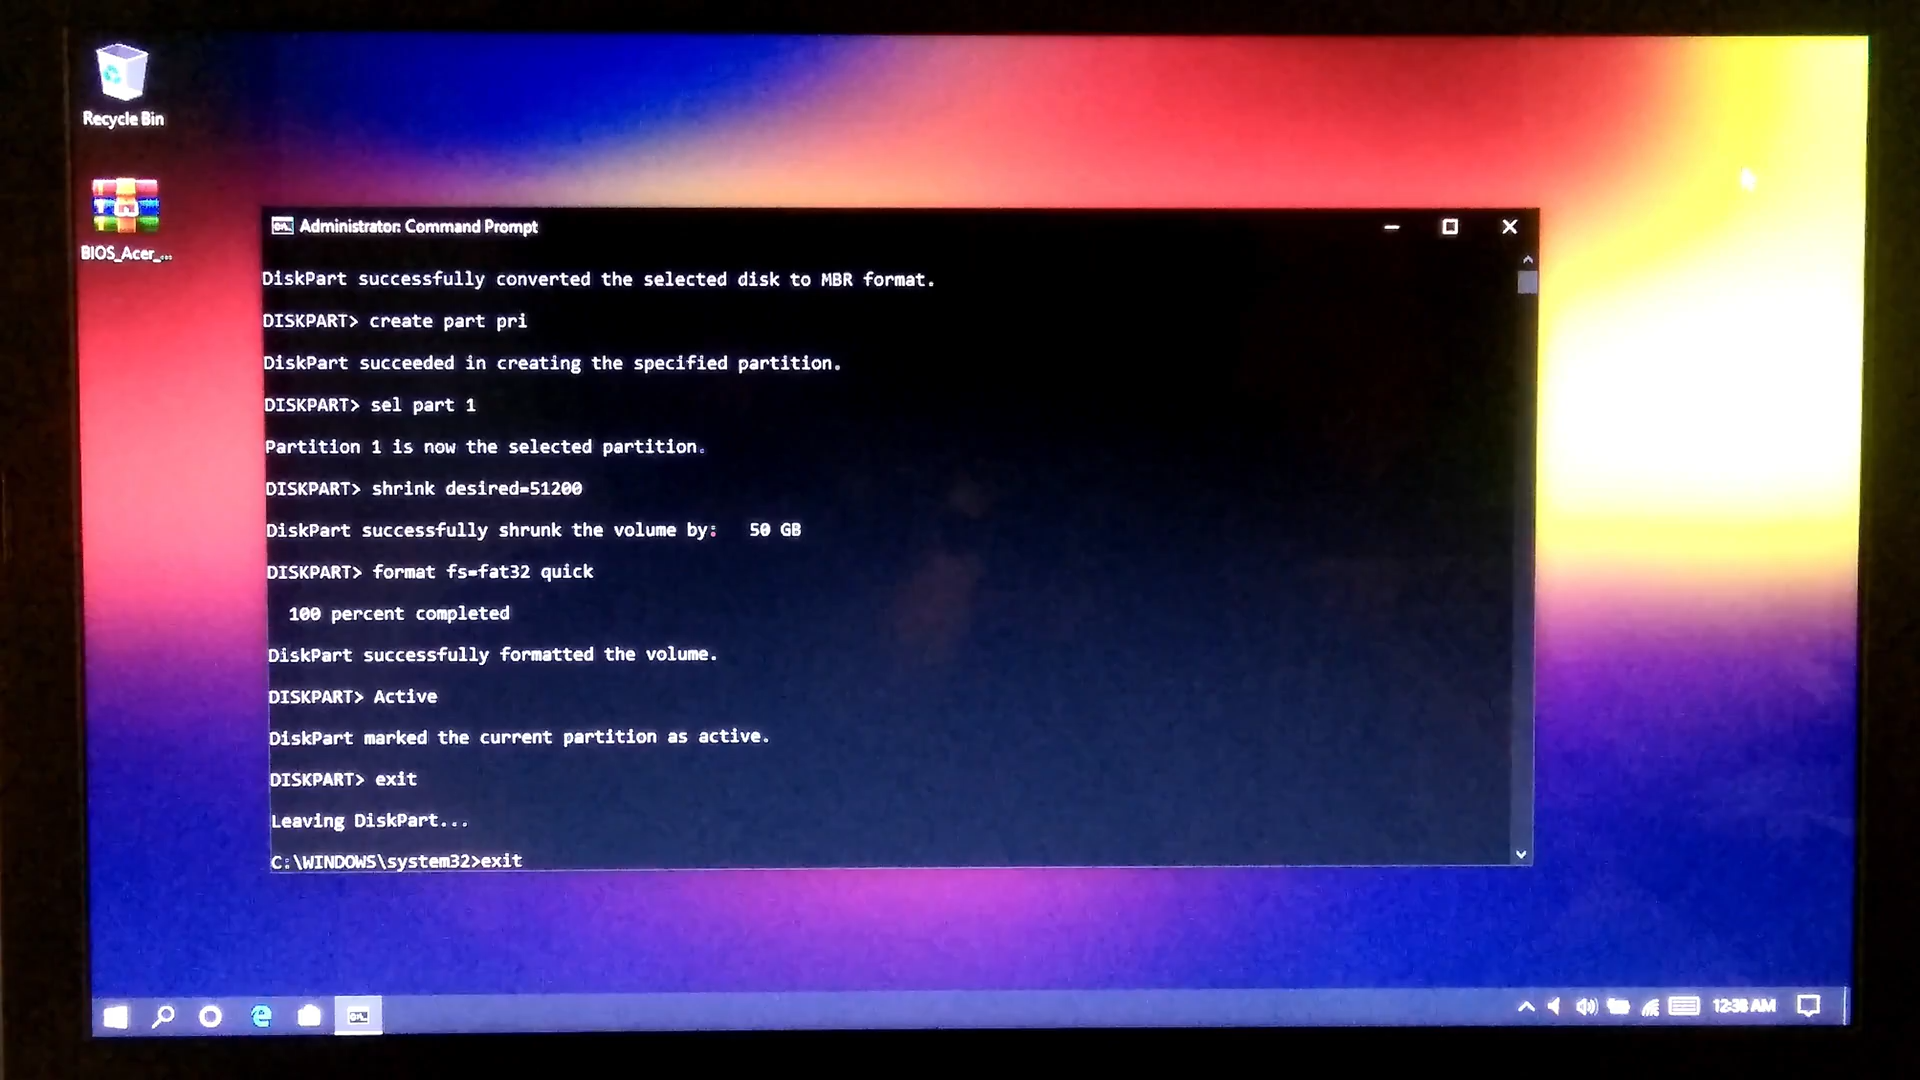 Recycle Bin
BIOS_Acer_...
Administrator: Command Prompt
DiskPart successfully converted the selected disk to MBR format.
DISKPART> create part pri
DiskPart succeeded in creating the specified partition.
DISKPART> sel part 1
Partition 1 is now the selected partition.
DISKPART> shrink desired=51200
DiskPart successfully shrunk the volume by:   50 GB
DISKPART> format fs=fat32 quick
100 percent completed
DiskPart successfully formatted the volume.
DISKPART> Active
DiskPart marked the current partition as active.
DISKPART> exit
Leaving DiskPart...
C:\WINDOWS\system32>exit
12:38 AM